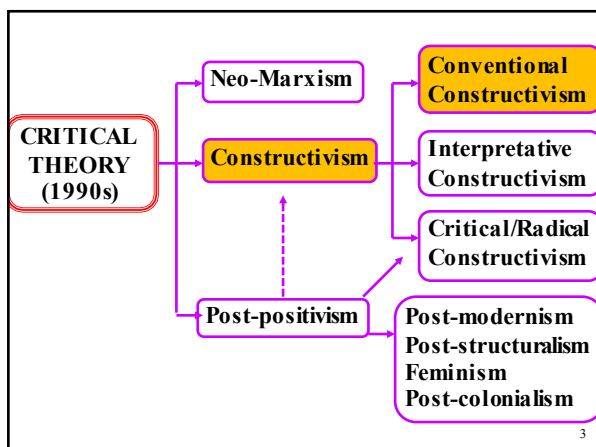 CRITICAL
THEORY
(1990s)
Neo-Marxism
Constructivism
Post-positivism
Conventional
Constructivism
Interpretative
Constructivism
Critical/Radical
Constructivism
Post-modernism
Post-structuralism
Feminism
Post-colonialism
3